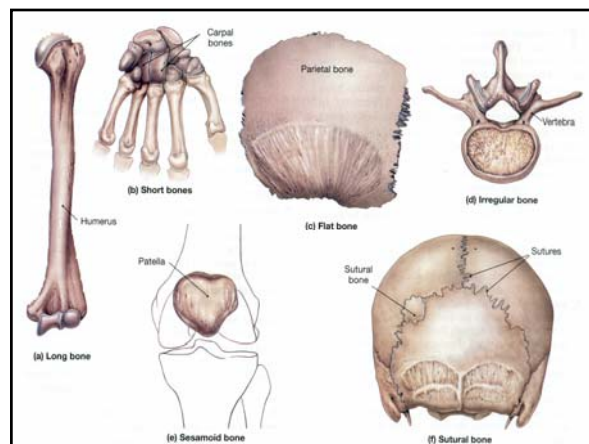 Carpal
bones
(b) Short bones
Humerus
(a) Long bone
Parietal bone
(c) Flat bone
Vertebra
(d) Irregular bone
Patella
(e) Sesamoid bone
Sutures
Sutural
bone
(f) Sutural bone